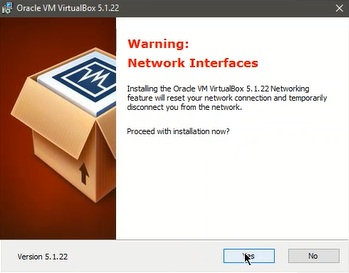 Oracle VM VirtualBox 5.1.22
Warning:
Network Interfaces
Installing the Oracle VM VirtualBox 5.1.22 Networking
feature will reset your network connection and temporarily
disconnect you from the network.
Proceed with installation now?
Version 5.1.22
Yes
No